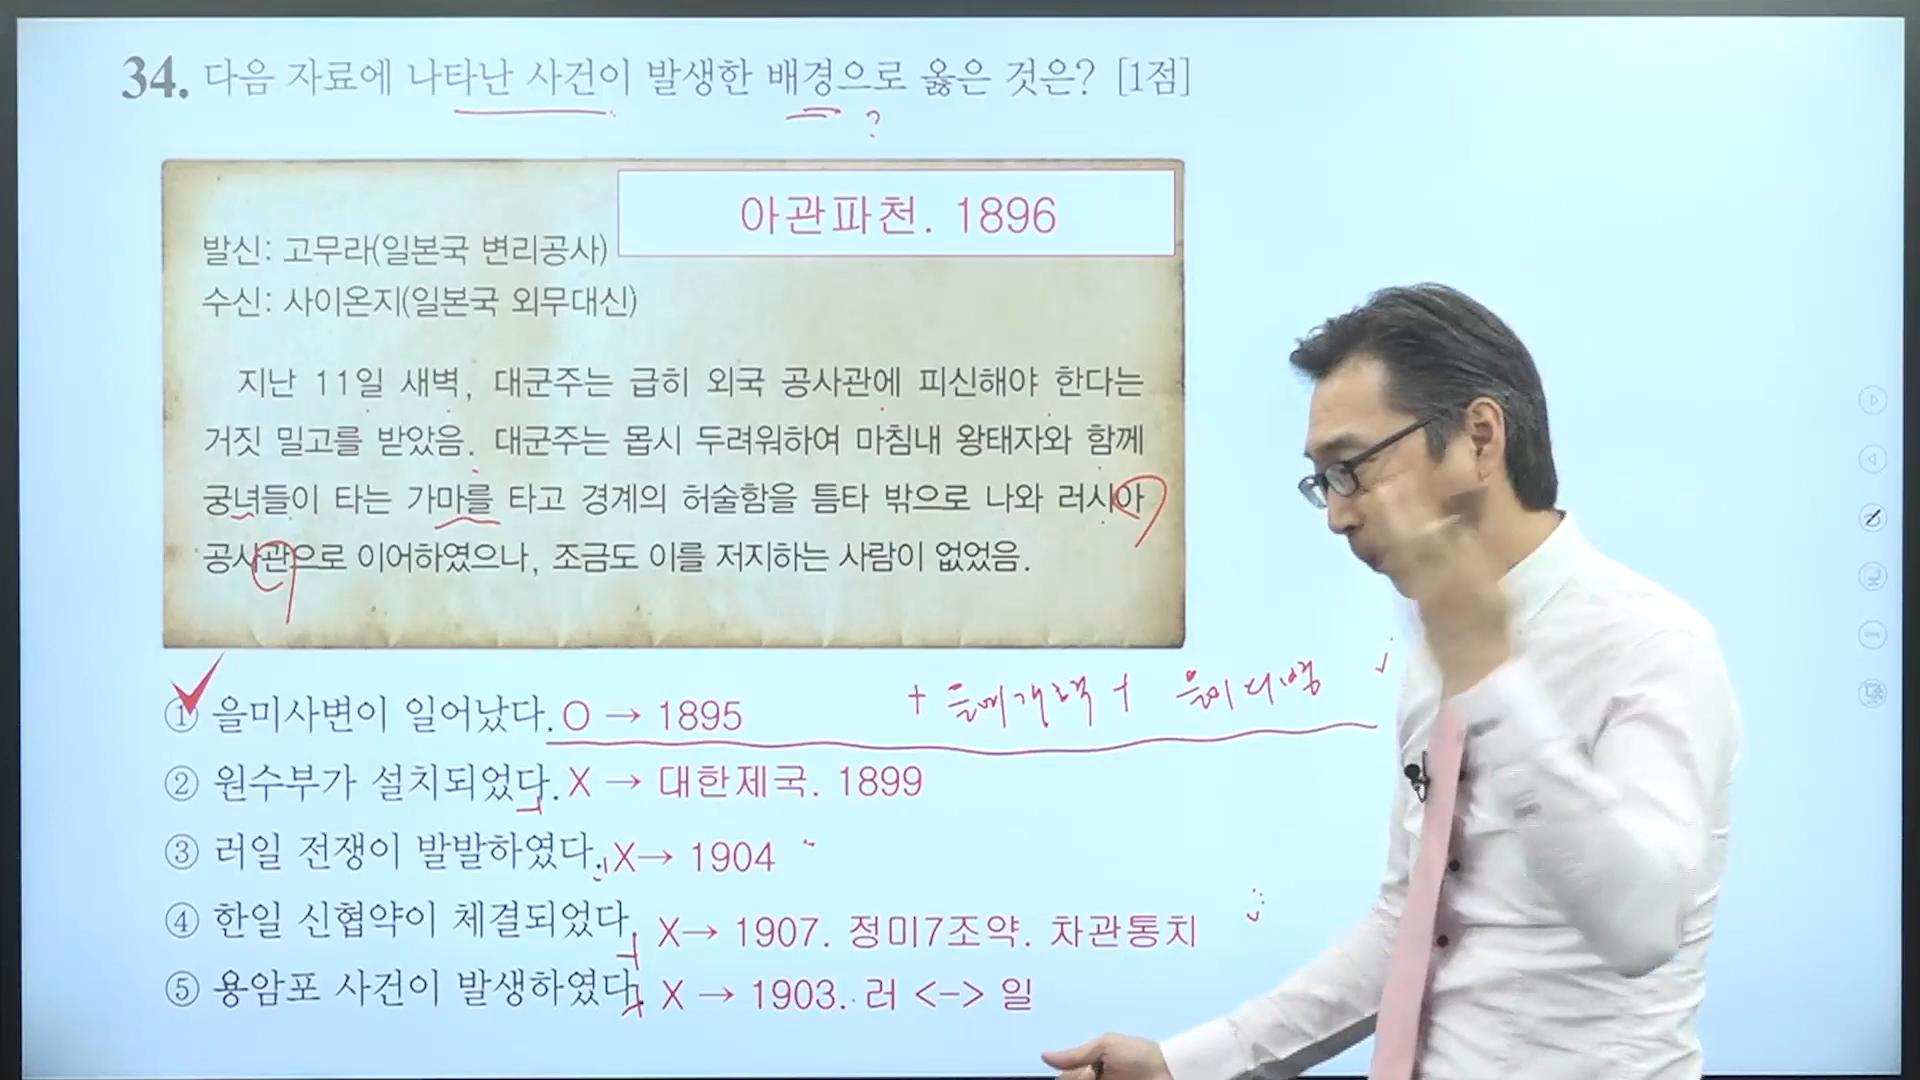 34. 다음 자료에 나타난 사건이 발생한 배경으로 옳은 것은? [1점]
?
아관파천. 1896
발신: 고무라(일본국 변리공사)
수신: 사이온지(일본국 외무대신)
지난 11일 새벽, 대군주는 급히 외국 공사관에 피신해야 한다는
거짓 밀고를 받았음. 대군주는 몹시 두려워하여 마침내 왕태자와 함께
궁녀들이 타는 가마를 타고 경계의 허술함을 틈타 밖으로 나와 러시아
공사관으로 이어하였으나, 조금도 이를 저지하는 사람이 없었음.
① 을미사변이 일어났다. O → 1895 + 을미개혁 + 을미의병
② 원수부가 설치되었다. X → 대한제국. 1899
③ 러일 전쟁이 발발하였다. X→ 1904
④ 한일 신협약이 체결되었다. X→ 1907. 정미7조약. 차관통치
⑤ 용암포 사건이 발생하였다. X → 1903. 러 <-> 일